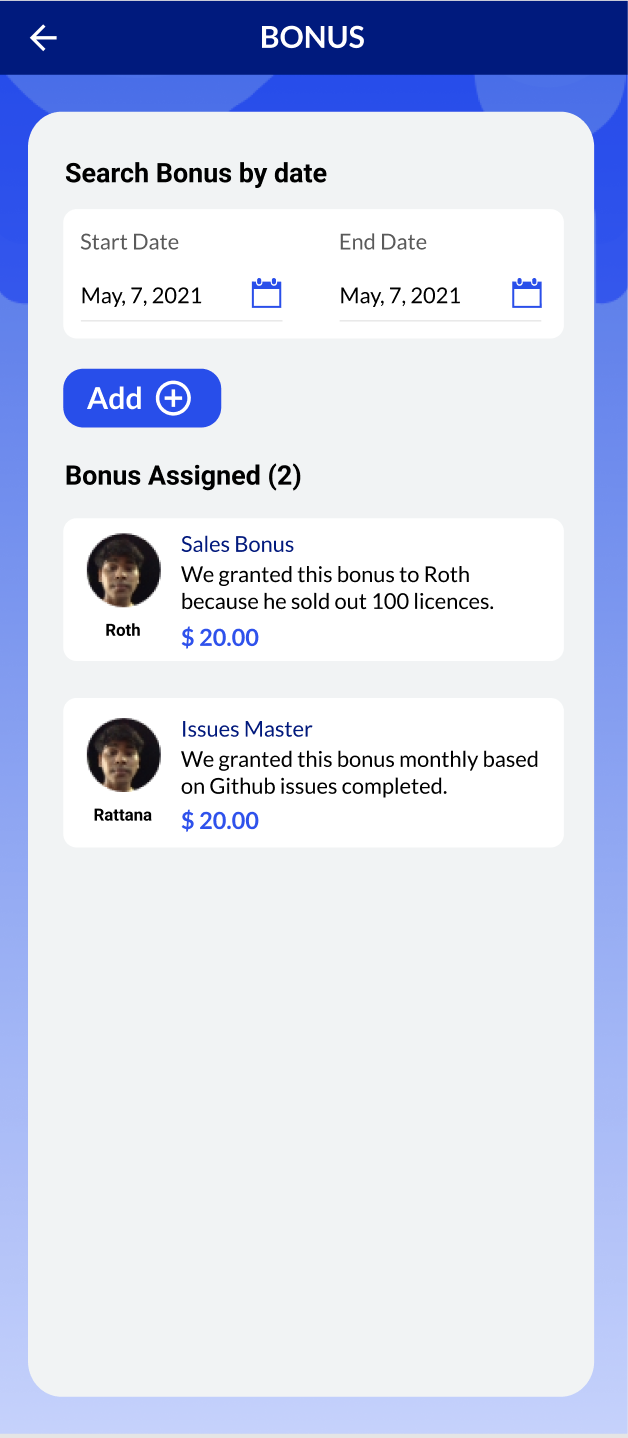 BONUS
Search Bonus by date
Start Date
End Date
May, 7, 2021
May, 7, 2021
Add
Bonus Assigned (2)
Sales Bonus
We granted this bonus to Roth
because he sold out 100 licences.
Roth
$ 20.00
Issues Master
We granted this bonus monthly based
on Github issues completed.
Rattana
$ 20.00